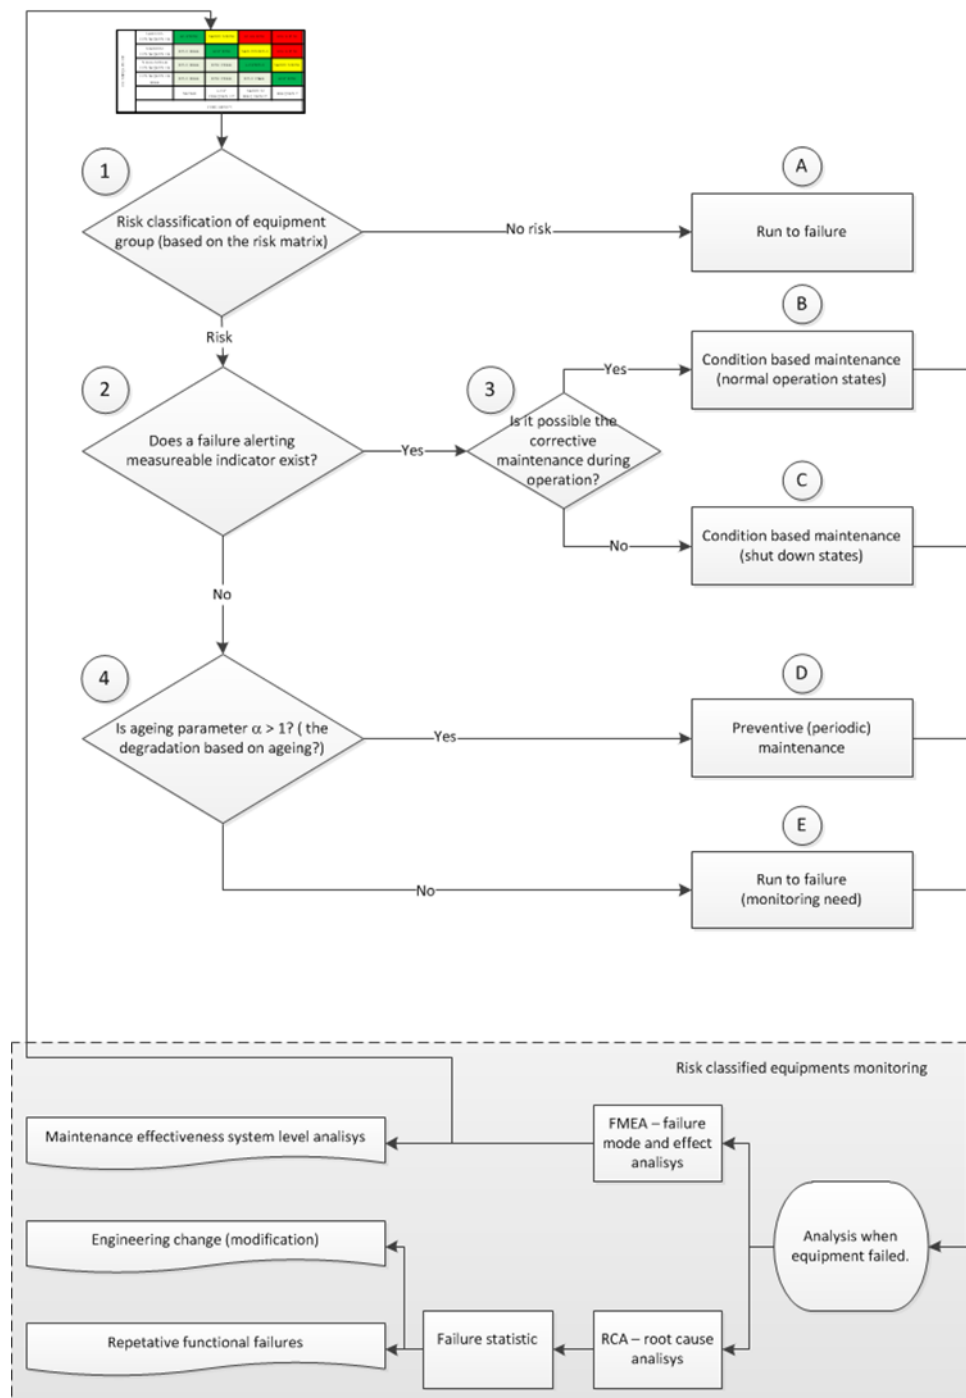 1
Risk classification of equipment
group (based on the risk matrix)
No risk
A
Run to failure
Risk
2
Does a failure alerting
measureable indicator exist?
Yes
3
Is it possible the
corrective
maintenance during
operation?
Yes
B
Condition based maintenance
(normal operation states)
No
C
Condition based maintenance
(shut down states)
No
4
Is ageing parameter α > 1? ( the
degradation based on ageing?)
Yes
D
Preventive (periodic)
maintenance
No
E
Run to failure
(monitoring need)
Risk classified equipments monitoring
Maintenance effectiveness system level analisys
FMEA – failure
mode and effect
analisys
Engineering change (modification)
Analysis when
equipment failed.
Repetative functional failures
Failure statistic
RCA – root cause
analisys